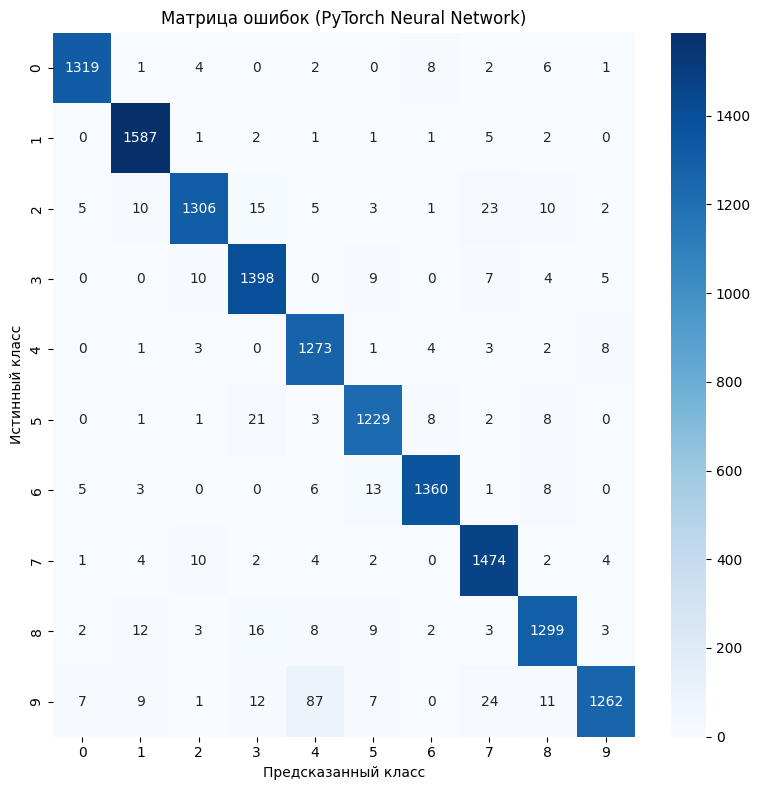 Матрица ошибок (PyTorch Neural Network)
0 1319 1 4 0 2 0 8 2 6 1
1 0 1587 1 2 1 1 1 5 2 0
2 5 10 1306 15 5 3 1 23 10 2
3 0 0 10 1398 0 9 0 7 4 5
4 0 1 3 0 1273 1 4 3 2 8
5 0 1 1 21 3 1229 8 2 8 0
6 5 3 0 0 6 13 1360 1 8 0
7 1 4 10 2 4 2 0 1474 2 4
8 2 12 3 16 8 9 2 3 1299 3
9 7 9 1 12 87 7 0 24 11 1262
0 1 2 3 4 5 6 7 8 9
Предсказанный класс
Истинный класс
1400
1200
1000
800
600
400
200
0